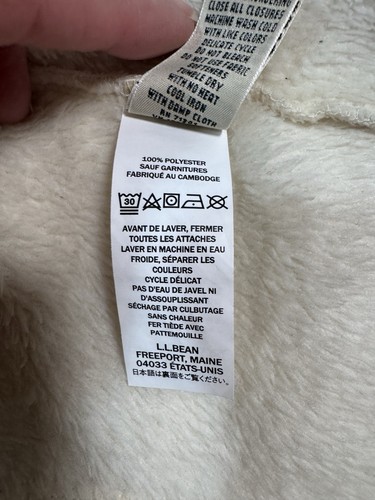 CLOSE ALL CLOSURES
MACHINE WASH COLD
WITH LIKE COLORS
DELICATE CYCLE
DO NOT BLEACH
DO NOT USE FABRIC
SOFTENERS
TUMBLE DRY
WITH NO HEAT
COOL IRON
WITH DAMP CLOTH
100% POLYESTER
SAUF GARNITURES
FABRIQUÉ AU CAMBODGE
30
AVANT DE LAVER, FERMER
TOUTES LES ATTACHES
LAVER EN MACHINE EN EAU
FROIDE, SÉPARER LES
COULEURS
CYCLE DÉLICAT
PAS D'EAU DE JAVEL NI
D'ASSOUPLISSANT
SÉCHAGE PAR CULBUTAGE
SANS CHALEUR
FER TIÈDE AVEC
PATTEMOUILLE
L.L.BEAN
FREEPORT, MAINE
04033 ÉTATS-UNIS
日本語は裏面をご覧ください。